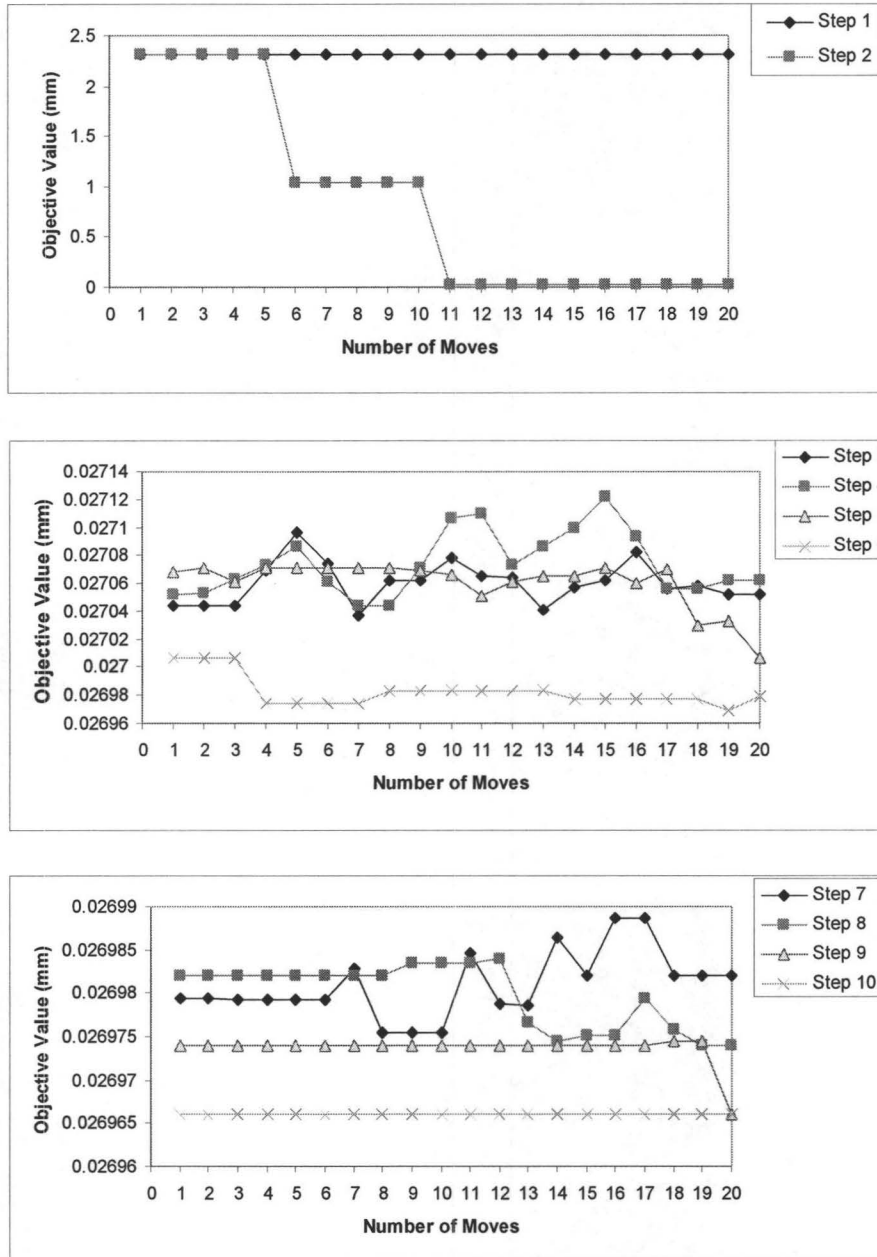 Step 1
Step 2
2.5
2
1.5
1
0.5
0
Objective Value (mm)
0 1 2 3 4 5 6 7 8 9 10 11 12 13 14 15 16 17 18 19 20
Number of Moves
Step
Step
Step
Step
0.02714
0.02712
0.0271
0.02708
0.02706
0.02704
0.02702
0.027
0.02698
0.02696
Objective Value (mm)
0 1 2 3 4 5 6 7 8 9 10 11 12 13 14 15 16 17 18 19 20
Number of Moves
Step 7
Step 8
Step 9
Step 10
0.02699
0.026985
0.02698
0.026975
0.02697
0.026965
0.02696
Objective Value (mm)
0 1 2 3 4 5 6 7 8 9 10 11 12 13 14 15 16 17 18 19 20
Number of Moves